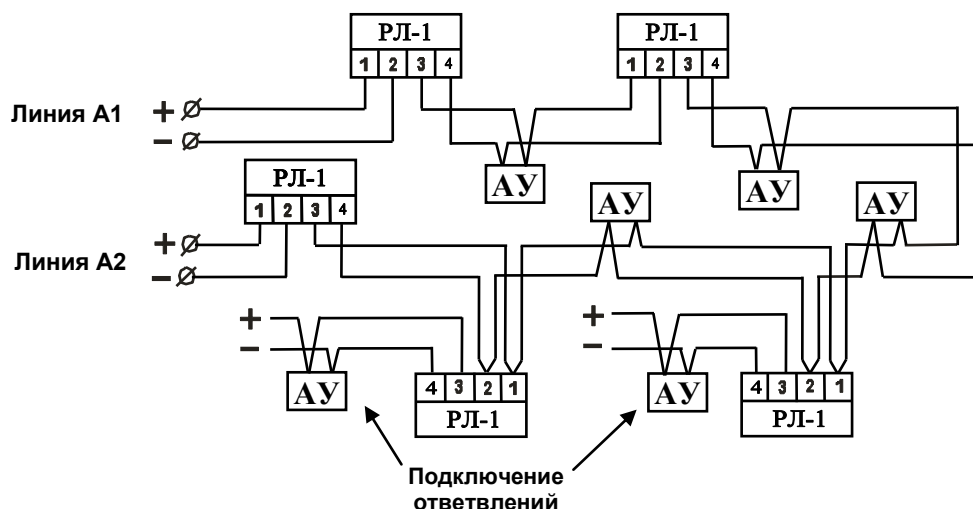 РЛ-1 РЛ-1
1 2 3 4 1 2 3 4
Линия А1 +
–
АУ АУ
РЛ-1
1 2 3 4
АУ АУ
Линия А2 +
–
+ +
– –
АУ 4 3 2 1 АУ 4 3 2 1
РЛ-1 РЛ-1
Подключение
ответвлений